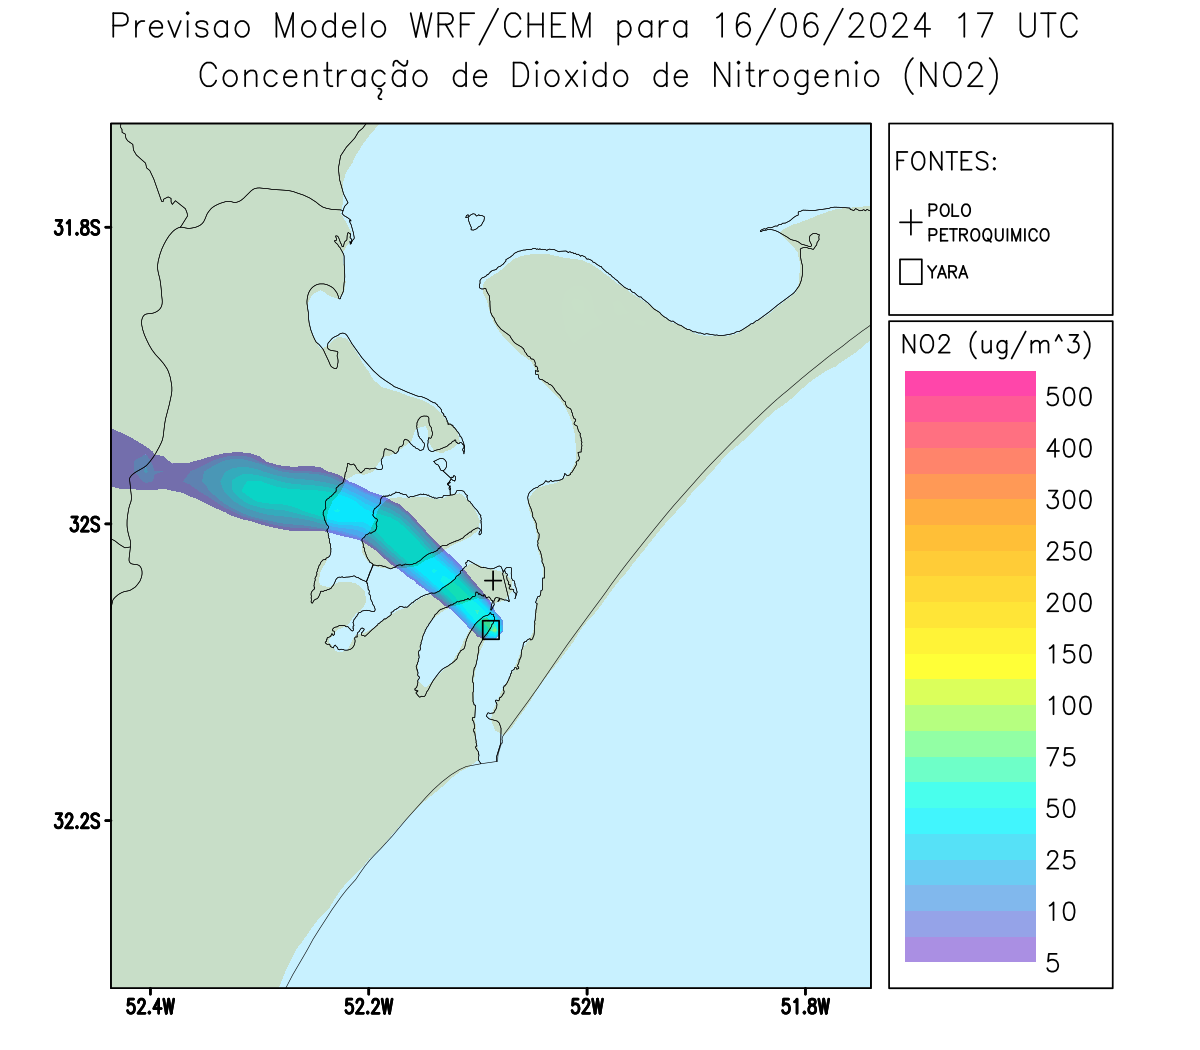 Previsao Modelo WRF/CHEM para 16/06/2024 17 UTC
Concentração de Dioxido de Nitrogenio (NO2)
FONTES:
POLO
PETROQUIMICO
YARA
NO2 (ug/m^3)
500
400
300
250
200
150
100
75
50
25
10
5
31.8S
32S
32.2S
52.4W
52.2W
52W
51.8W